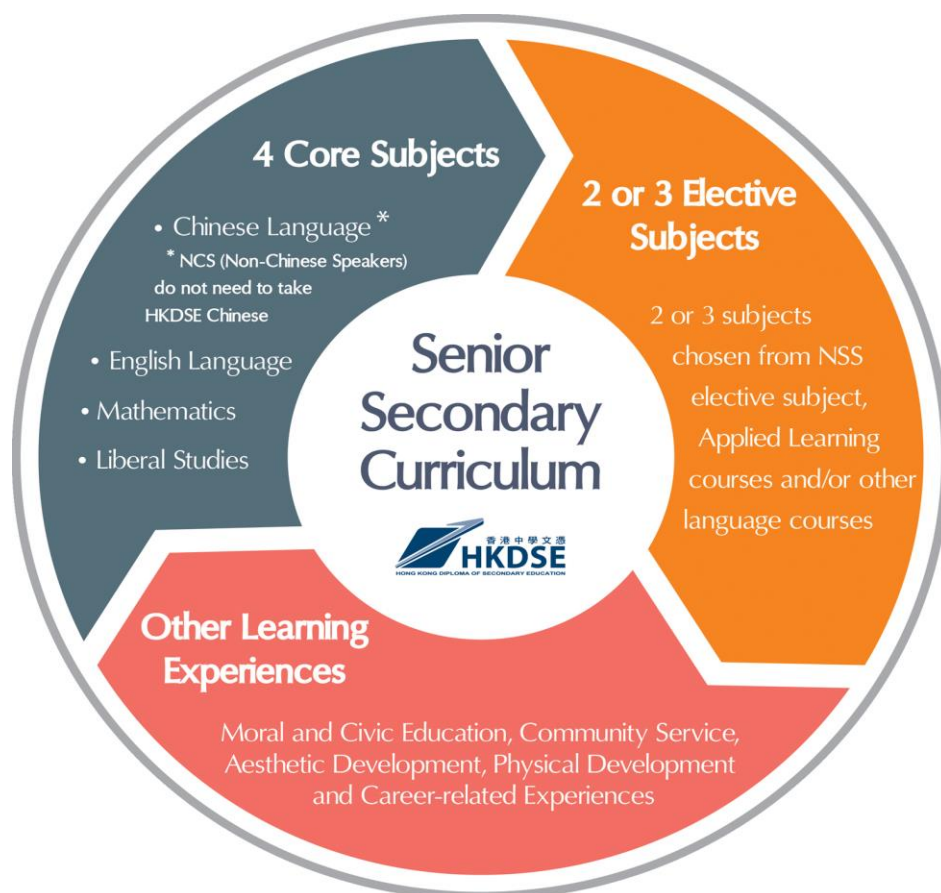 4 Core Subjects
• Chinese Language *
* NCS (Non-Chinese Speakers)
do not need to take
HKDSE Chinese
• English Language
• Mathematics
• Liberal Studies
2 or 3 Elective
Subjects
2 or 3 subjects
chosen from NSS
elective subject,
Applied Learning
courses and/or other
language courses
Senior
Secondary
Curriculum
香港中學文憑
HKDSE
HONG KONG DIPLOMA OF SECONDARY EDUCATION
Other Learning
Experiences
Moral and Civic Education, Community Service,
Aesthetic Development, Physical Development
and Career-related Experiences